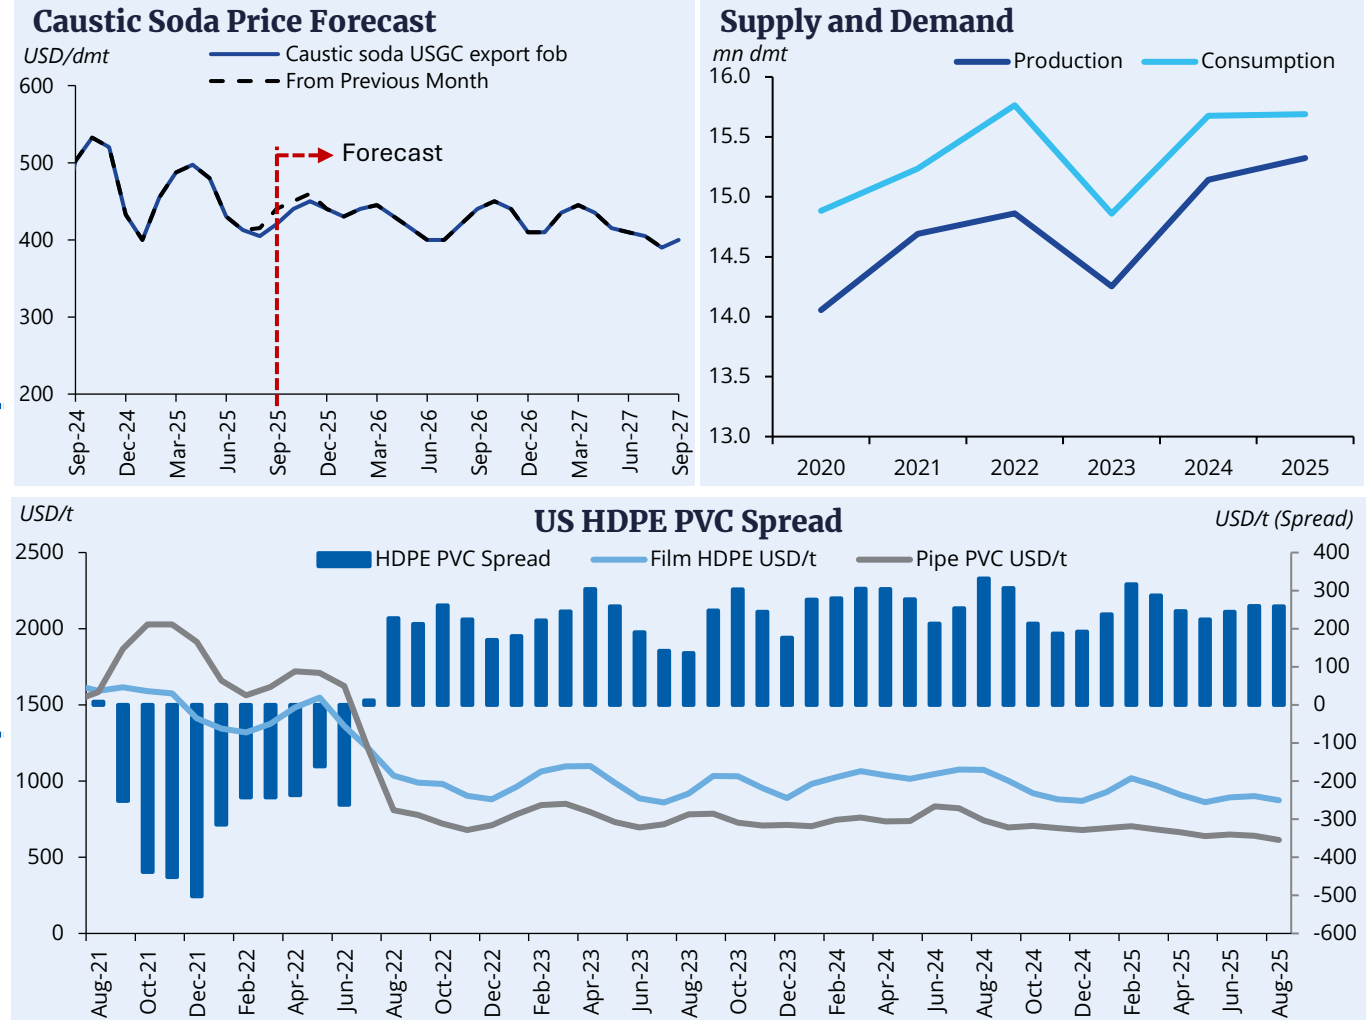 Caustic Soda Price Forecast
USD/dmt
Caustic soda USGC export fob
From Previous Month
600
500
400
300
200
Forecast
Sep-24
Dec-24
Mar-25
Jun-25
Sep-25
Dec-25
Mar-26
Jun-26
Sep-26
Dec-26
Mar-27
Jun-27
Sep-27
Supply and Demand
mn dmt
Production
Consumption
16.0
15.5
15.0
14.5
14.0
13.5
13.0
2020
2021
2022
2023
2024
2025
USD/t
US HDPE PVC Spread
USD/t (Spread)
HDPE PVC Spread
Film HDPE USD/t
Pipe PVC USD/t
2500
2000
1500
1000
500
0
400
300
200
100
0
-100
-200
-300
-400
-500
-600
Aug-21
Oct-21
Dec-21
Feb-22
Apr-22
Jun-22
Aug-22
Oct-22
Dec-22
Feb-23
Apr-23
Jun-23
Aug-23
Oct-23
Dec-23
Feb-24
Apr-24
Jun-24
Aug-24
Oct-24
Dec-24
Feb-25
Apr-25
Jun-25
Aug-25